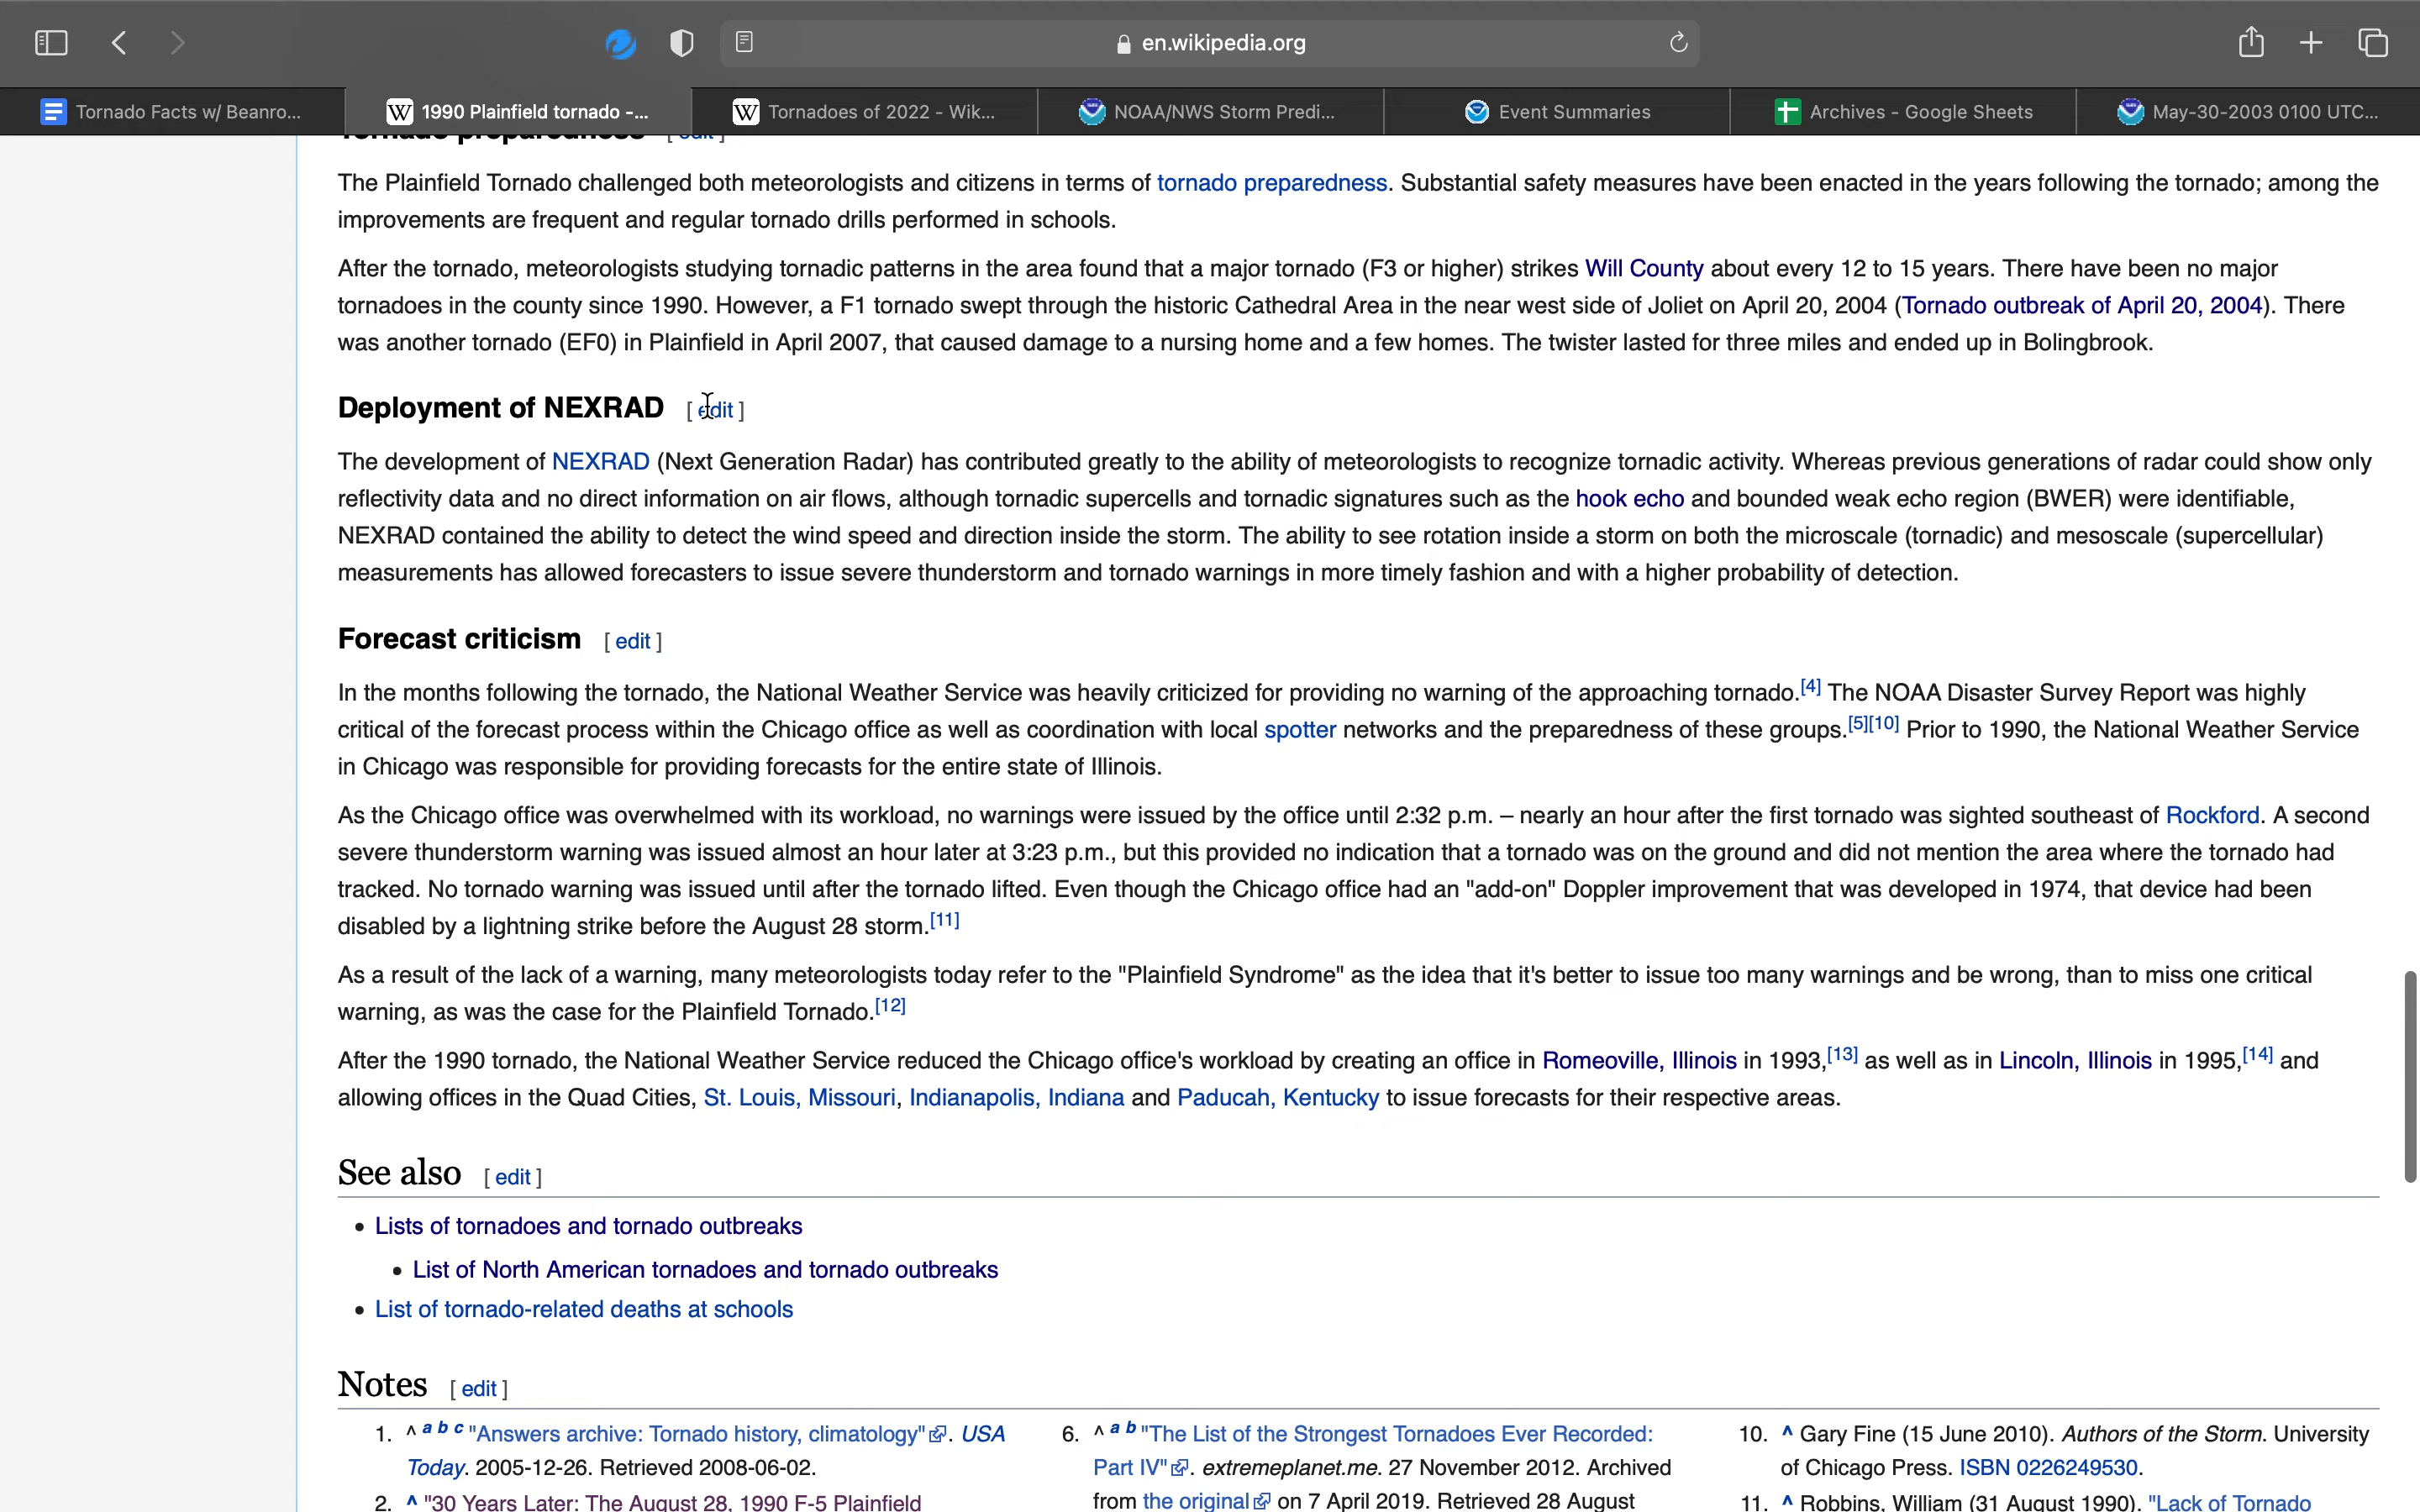 en.wikipedia.org
Tornado Facts w/ Beanro...
1990 Plainfield tornado -...
Tornadoes of 2022 - Wik...
NOAA/NWS Storm Predi...
Event Summaries
Archives - Google Sheets
May-30-2003 0100 UTC...
Tornado preparedness [ edit ]
The Plainfield Tornado challenged both meteorologists and citizens in terms of tornado preparedness. Substantial safety measures have been enacted in the years following the tornado; among the
improvements are frequent and regular tornado drills performed in schools.
After the tornado, meteorologists studying tornadic patterns in the area found that a major tornado (F3 or higher) strikes Will County about every 12 to 15 years. There have been no major
tornadoes in the county since 1990. However, a F1 tornado swept through the historic Cathedral Area in the near west side of Joliet on April 20, 2004 (Tornado outbreak of April 20, 2004). There
was another tornado (EF0) in Plainfield in April 2007, that caused damage to a nursing home and a few homes. The twister lasted for three miles and ended up in Bolingbrook.
Deployment of NEXRAD [ edit ]
The development of NEXRAD (Next Generation Radar) has contributed greatly to the ability of meteorologists to recognize tornadic activity. Whereas previous generations of radar could show only
reflectivity data and no direct information on air flows, although tornadic supercells and tornadic signatures such as the hook echo and bounded weak echo region (BWER) were identifiable,
NEXRAD contained the ability to detect the wind speed and direction inside the storm. The ability to see rotation inside a storm on both the microscale (tornadic) and mesoscale (supercellular)
measurements has allowed forecasters to issue severe thunderstorm and tornado warnings in more timely fashion and with a higher probability of detection.
Forecast criticism [ edit ]
In the months following the tornado, the National Weather Service was heavily criticized for providing no warning of the approaching tornado.[4] The NOAA Disaster Survey Report was highly
critical of the forecast process within the Chicago office as well as coordination with local spotter networks and the preparedness of these groups.[5][10] Prior to 1990, the National Weather Service
in Chicago was responsible for providing forecasts for the entire state of Illinois.
As the Chicago office was overwhelmed with its workload, no warnings were issued by the office until 2:32 p.m. – nearly an hour after the first tornado was sighted southeast of Rockford. A second
severe thunderstorm warning was issued almost an hour later at 3:23 p.m., but this provided no indication that a tornado was on the ground and did not mention the area where the tornado had
tracked. No tornado warning was issued until after the tornado lifted. Even though the Chicago office had an "add-on" Doppler improvement that was developed in 1974, that device had been
disabled by a lightning strike before the August 28 storm.[11]
As a result of the lack of a warning, many meteorologists today refer to the "Plainfield Syndrome" as the idea that it's better to issue too many warnings and be wrong, than to miss one critical
warning, as was the case for the Plainfield Tornado.[12]
After the 1990 tornado, the National Weather Service reduced the Chicago office's workload by creating an office in Romeoville, Illinois in 1993,[13] as well as in Lincoln, Illinois in 1995,[14] and
allowing offices in the Quad Cities, St. Louis, Missouri, Indianapolis, Indiana and Paducah, Kentucky to issue forecasts for their respective areas.
See also [ edit ]
• Lists of tornadoes and tornado outbreaks
• List of North American tornadoes and tornado outbreaks
• List of tornado-related deaths at schools
Notes [ edit ]
1. ^ a b c "Answers archive: Tornado history, climatology". USA
Today. 2005-12-26. Retrieved 2008-06-02.
2. ^ "30 Years Later: The August 28, 1990 F-5 Plainfield
6. ^ a b "The List of the Strongest Tornadoes Ever Recorded:
Part IV". extremeplanet.me. 27 November 2012. Archived
from the original on 7 April 2019. Retrieved 28 August
10. ^ Gary Fine (15 June 2010). Authors of the Storm. University
of Chicago Press. ISBN 0226249530.
11. ^ Robbins, William (31 August 1990). "Lack of Tornado